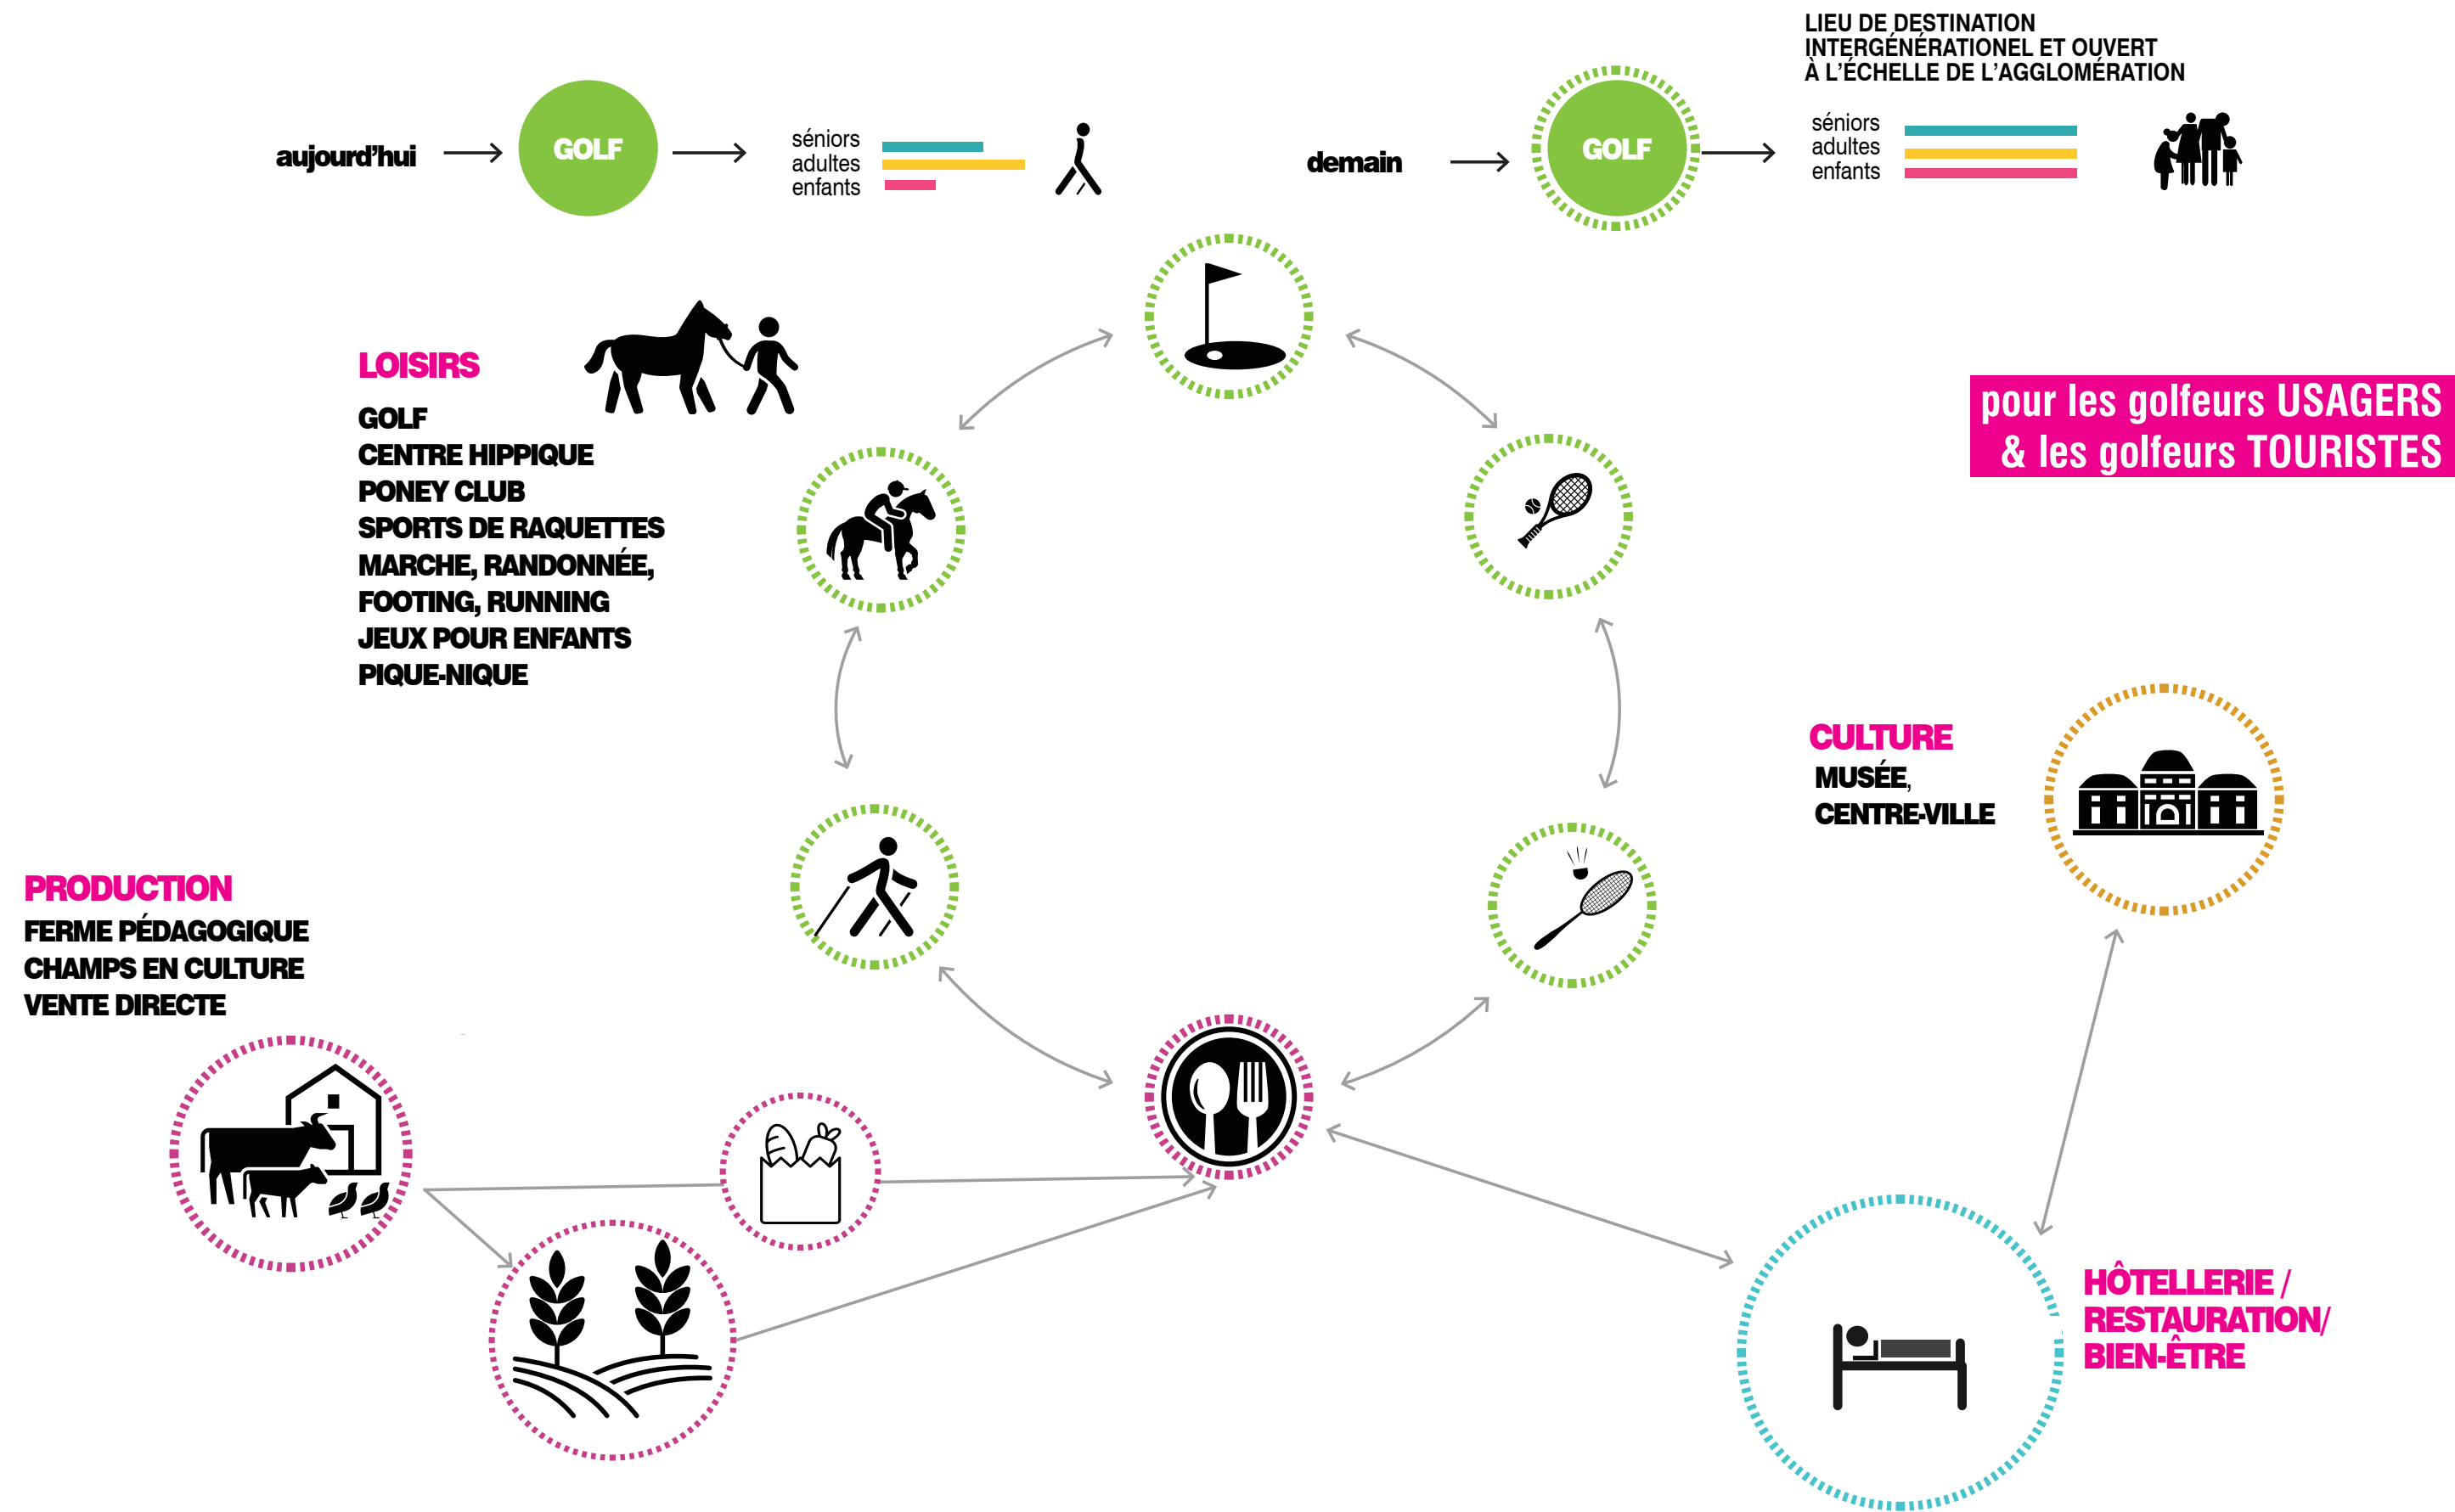 LIEU DE DESTINATION
INTERGÉNÉRATIONEL ET OUVERT
À L'ÉCHELLE DE L'AGGLOMÉRATION
aujourd'hui
GOLF
séniors
adultes
enfants
demain
GOLF
séniors
adultes
enfants
LOISIRS
GOLF
CENTRE HIPPIQUE
PONEY CLUB
SPORTS DE RAQUETTES
MARCHE, RANDONNÉE,
FOOTING, RUNNING
JEUX POUR ENFANTS
PIQUE-NIQUE
pour les golfeurs USAGERS
& les golfeurs TOURISTES
CULTURE
MUSÉE,
CENTRE-VILLE
PRODUCTION
FERME PÉDAGOGIQUE
CHAMPS EN CULTURE
VENTE DIRECTE
HÔTELLERIE /
RESTAURATION/
BIEN-ÊTRE